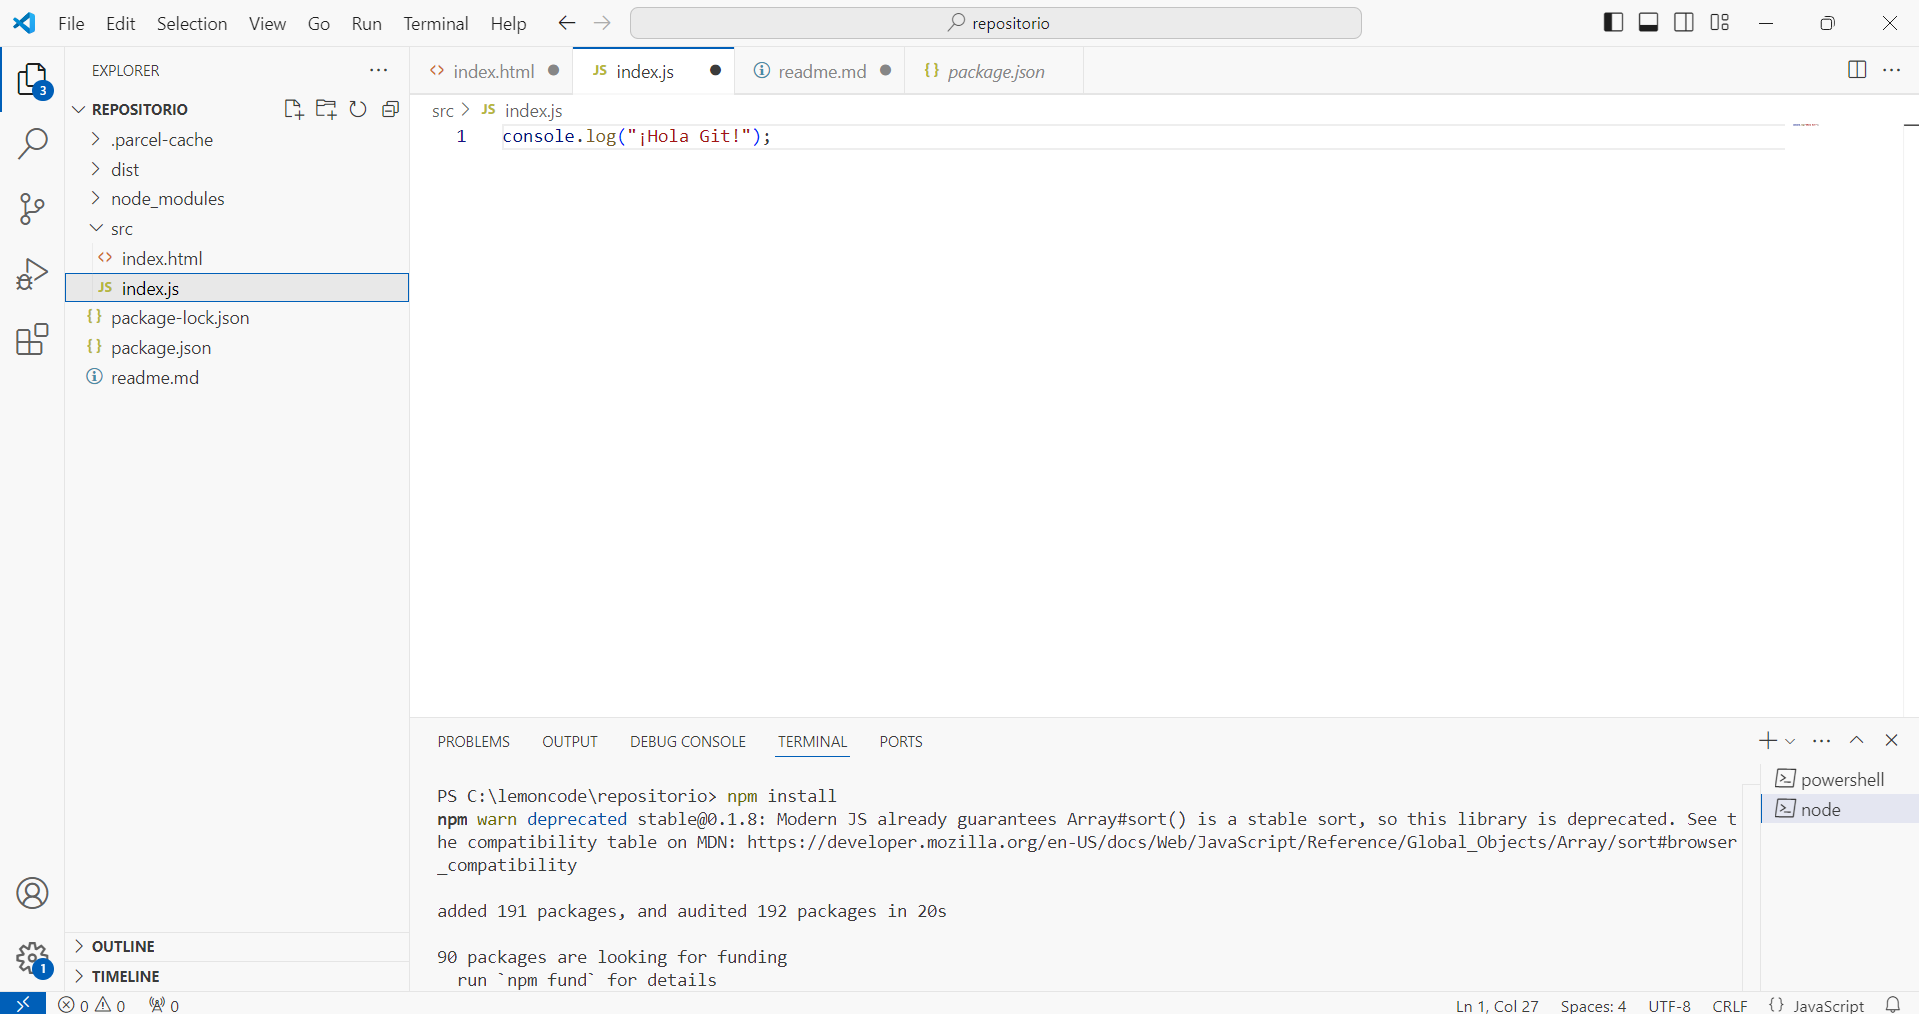 File Edit Selection View Go Run Terminal Help repositorio
EXPLORER
3
REPOSITORIO
.parcel-cache
dist
node_modules
src
index.html
JS index.js
{} package-lock.json
{} package.json
readme.md
OUTLINE
TIMELINE
1
index.html JS index.js readme.md {} package.json
src > JS index.js
1 console.log("¡Hola Git!");
PROBLEMS OUTPUT DEBUG CONSOLE TERMINAL PORTS
PS C:\lemoncode\repositorio> npm install
npm warn deprecated stable@0.1.8: Modern JS already guarantees Array#sort() is a stable sort, so this library is deprecated. See t
he compatibility table on MDN: https://developer.mozilla.org/en-US/docs/Web/JavaScript/Reference/Global_Objects/Array/sort#browser
_compatibility
added 191 packages, and audited 192 packages in 20s
90 packages are looking for funding
run `npm fund` for details
powershell
node
0 0 0 Ln 1, Col 27 Spaces: 4 UTF-8 CRLF {} JavaScript